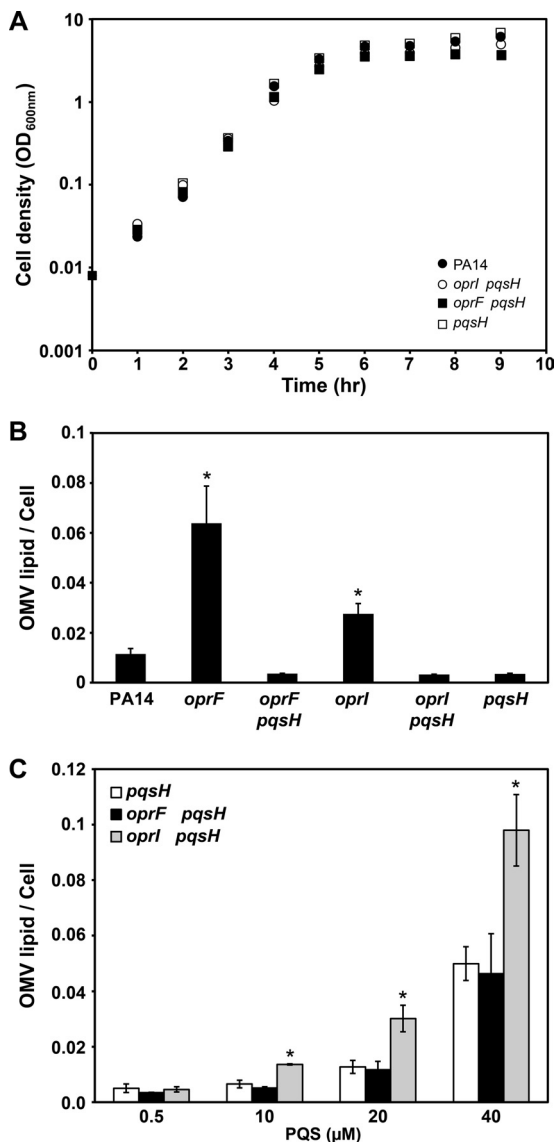 A
Cell density (OD600nm)
10
1
0.1
0.01
0.001
0 1 2 3 4 5 6 7 8 9 10
Time (hr)
PA14
oprI pqsH
oprF pqsH
pqsH
B
OMV lipid / Cell
0.1
0.08
0.06
0.04
0.02
0
* *
PA14 oprF oprF pqsH oprI oprI pqsH pqsH
C
OMV lipid / Cell
0.12
0.1
0.08
0.06
0.04
0.02
0.0
pqsH
oprF pqsH
oprI pqsH
* * *
0.5 10 20 40
PQS (µM)